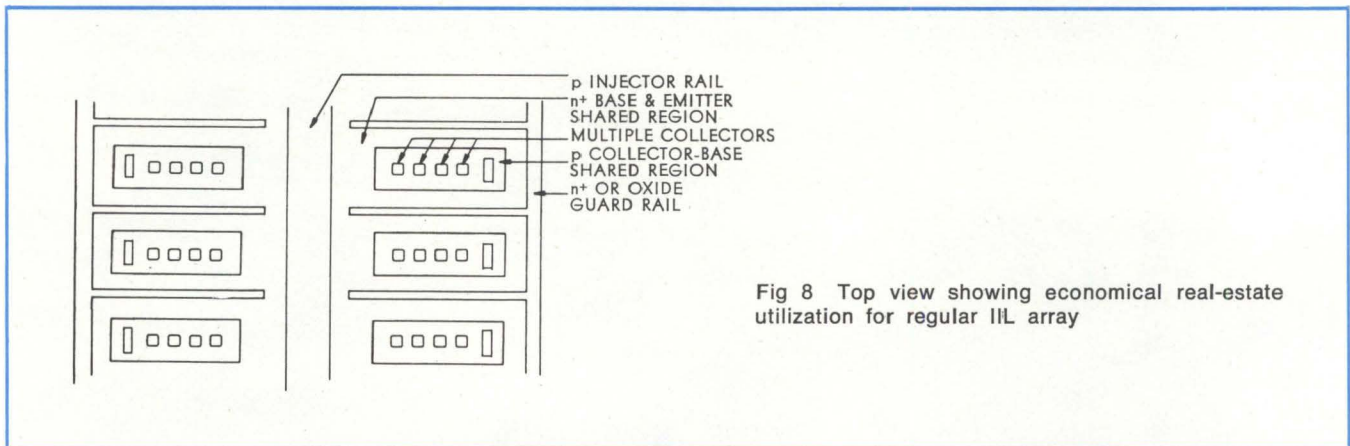 p INJECTOR RAIL
n+ BASE & EMITTER
SHARED REGION
MULTIPLE COLLECTORS
p COLLECTOR-BASE
SHARED REGION
n+ OR OXIDE
GUARD RAIL
Fig 8 Top view showing economical real-estate
utilization for regular IIL array